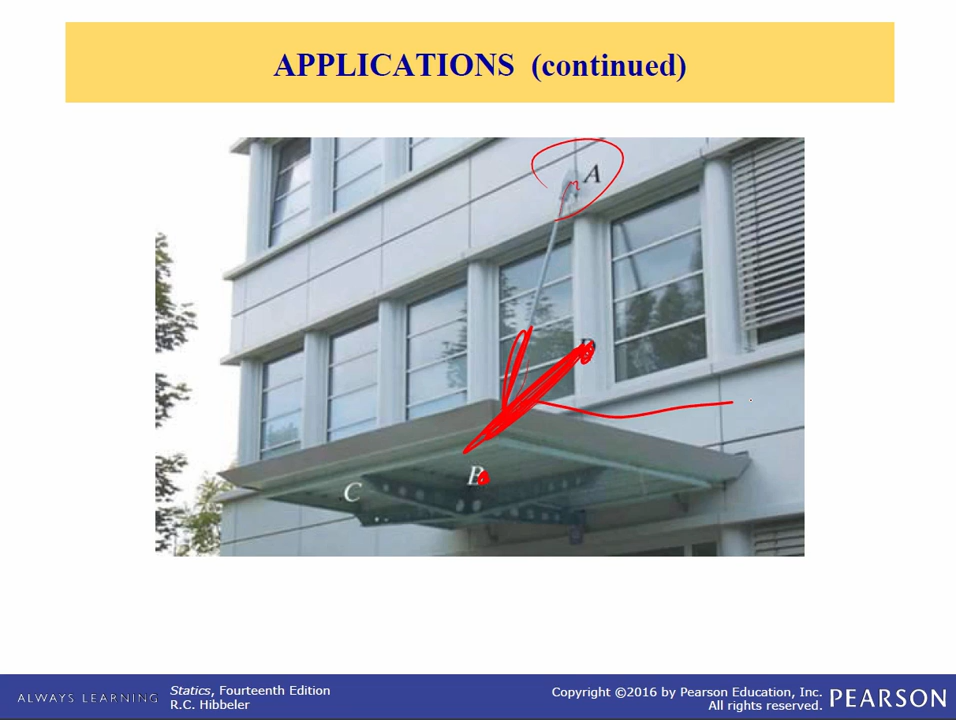 APPLICATIONS (continued)
A
D
B
C
ALWAYS LEARNING
Statics, Fourteenth Edition
R.C. Hibbeler
Copyright ©2016 by Pearson Education, Inc.
All rights reserved.
PEARSON